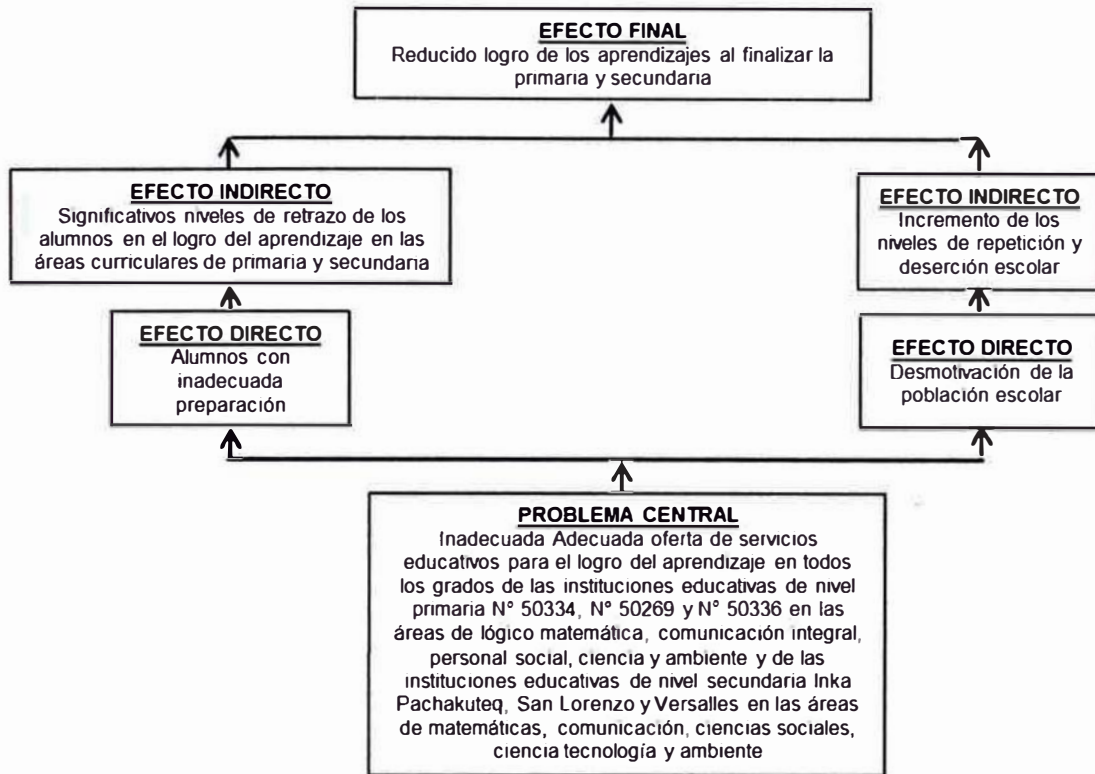 EFECTO FINAL
Reducido logro de los aprendizajes al finalizar la
primaria y secundaria
EFECTO INDIRECTO
Significativos niveles de retrazo de los
alumnos en el logro del aprendizaje en las
áreas curriculares de primaria y secundaria
EFECTO INDIRECTO
Incremento de los
niveles de repetición y
deserción escolar
EFECTO DIRECTO
Alumnos con
inadecuada
preparación
EFECTO DIRECTO
Desmotivación de la
población escolar
PROBLEMA CENTRAL
Inadecuada Adecuada oferta de servicios
educativos para el logro del aprendizaje en todos
los grados de las instituciones educativas de nivel
primaria N° 50334, N° 50269 y N° 50336 en las
áreas de lógico matemática, comunicación integral,
personal social, ciencia y ambiente y de las
instituciones educativas de nivel secundaria Inka
Pachakuteq, San Lorenzo y Versalles en las áreas
de matemáticas, comunicación, ciencias sociales,
ciencia tecnología y ambiente